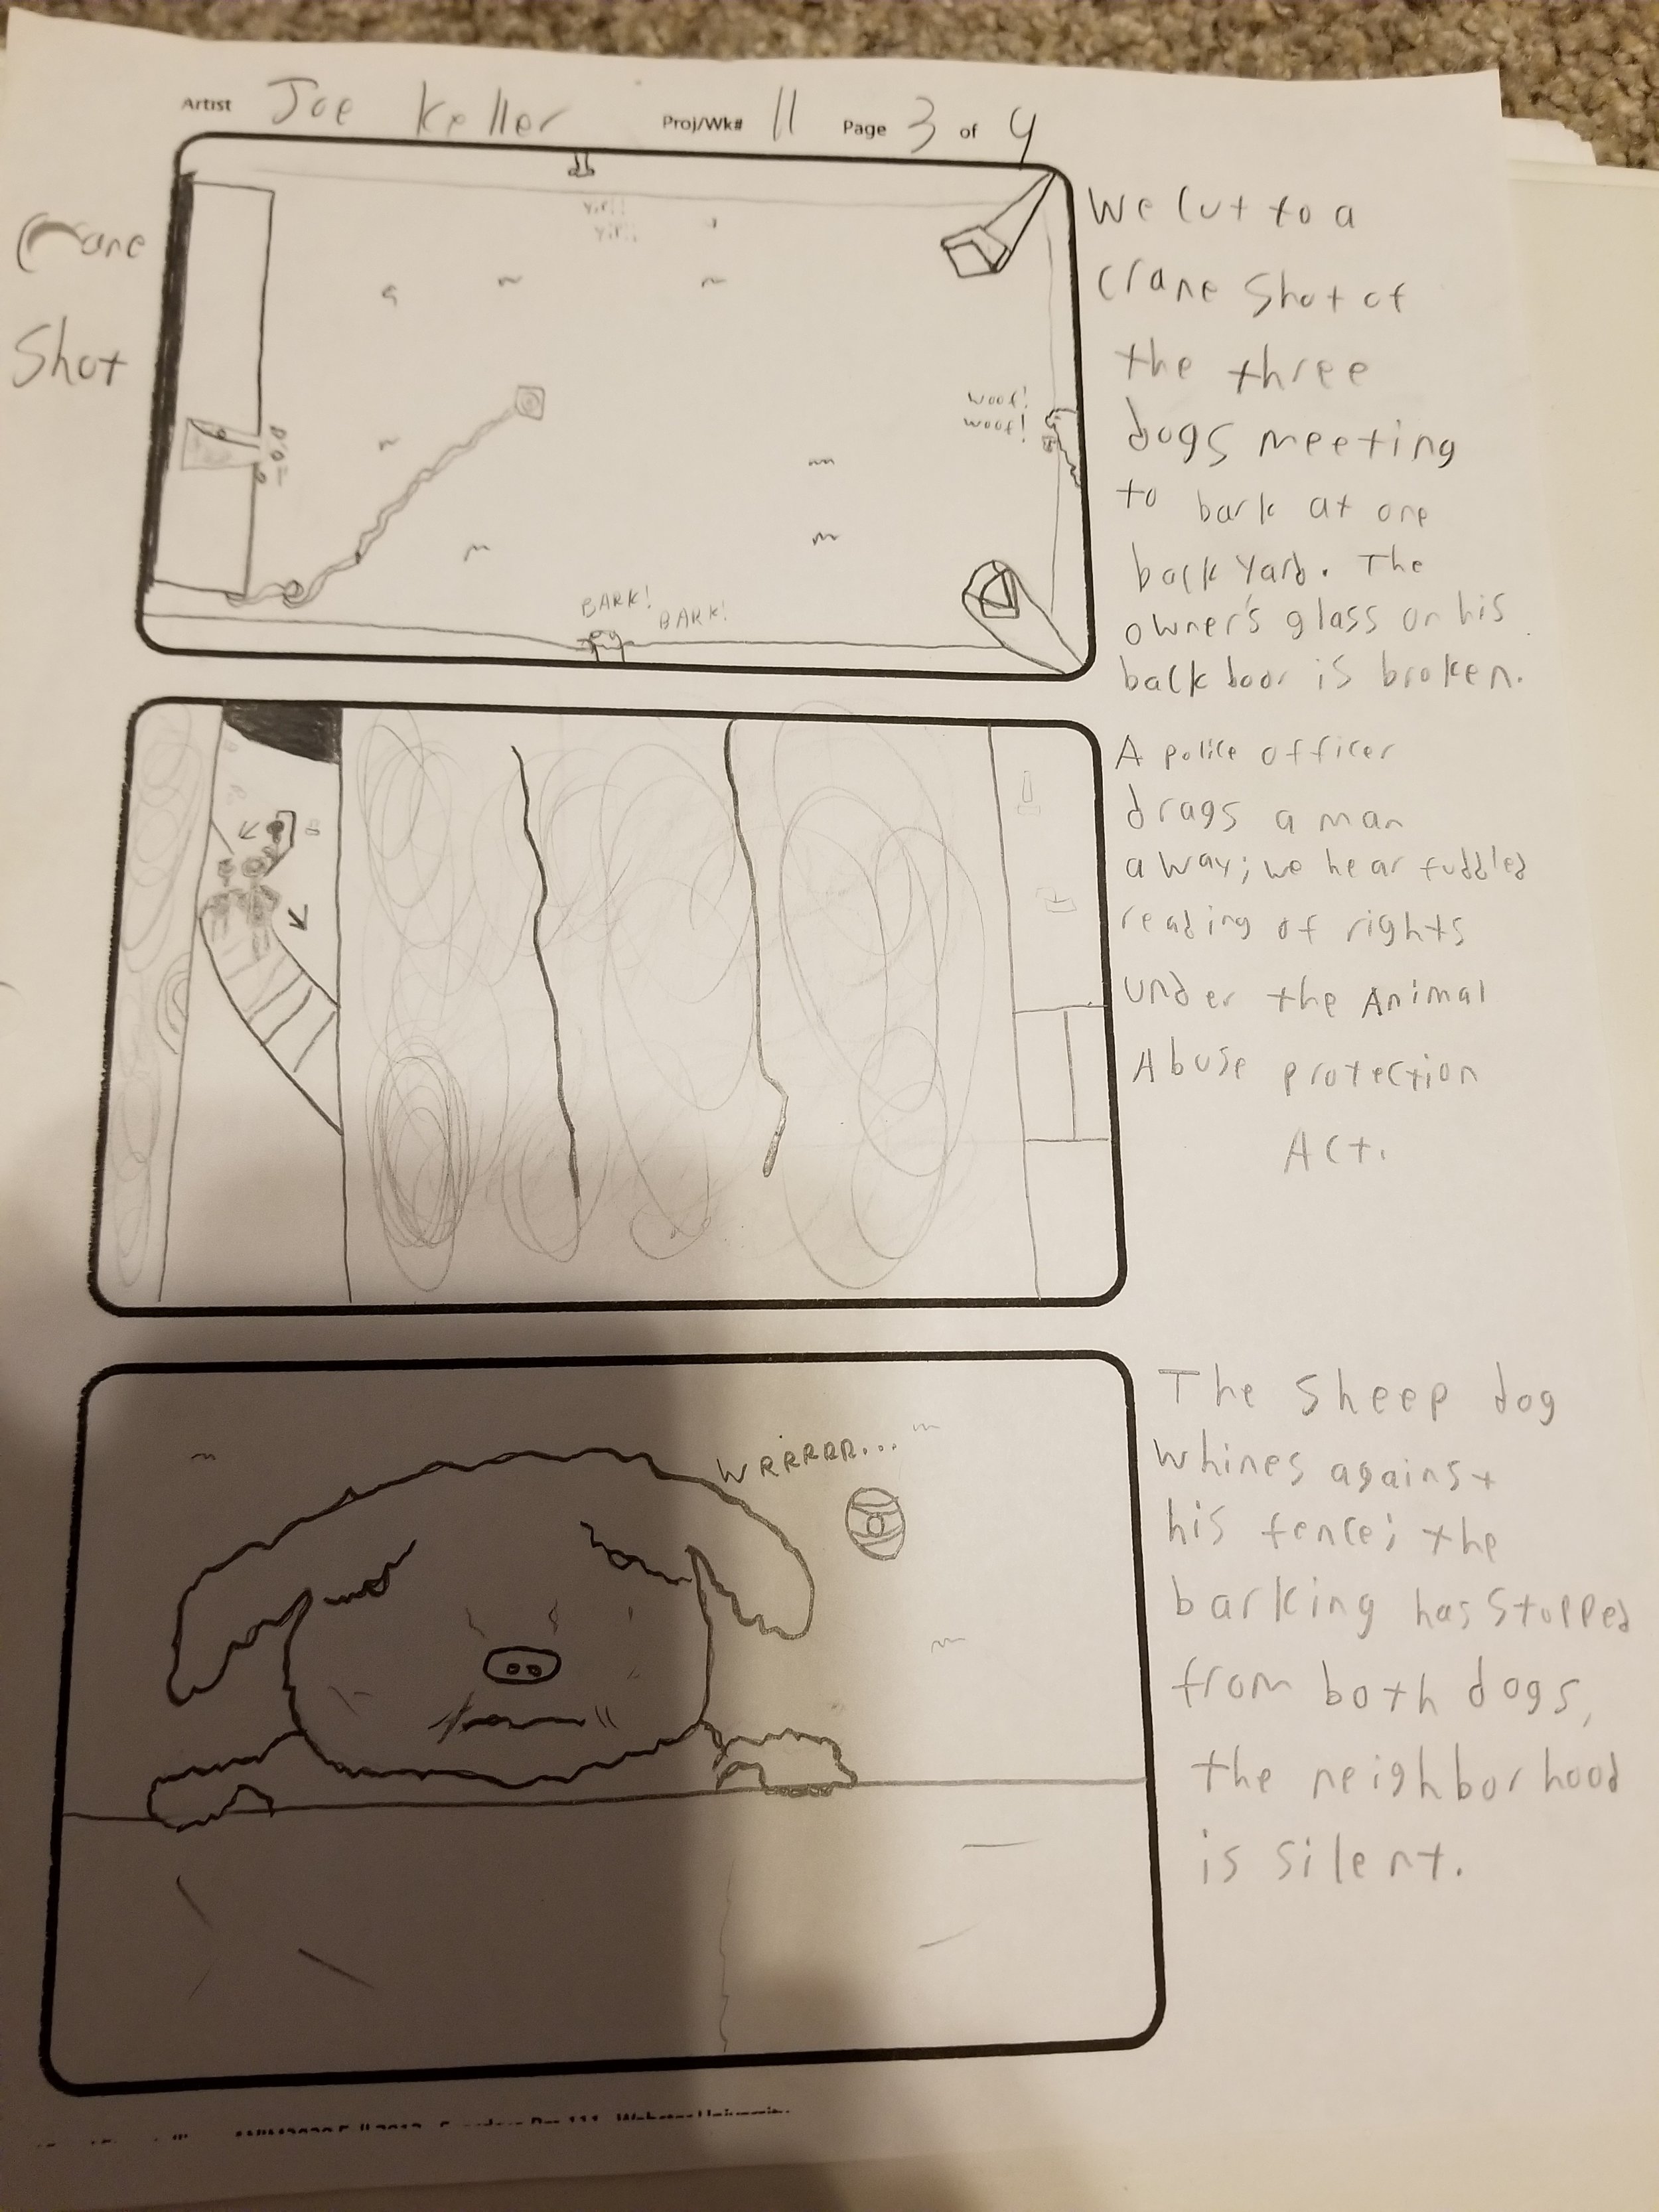 Artist Joe Keller Proj/Wk# 11 Page 3 of 4
Crane
Shot
Yir!!
Yir!!
woof!
woof!
BARK!
BARK!
We cut to a
crane shot of
the three
dogs meeting
to bark at one
back yard. The
owner's glass on his
back door is broken.
A police officer
drags a man
away; we hear fuddled
reading of rights
under the Animal
Abuse protection
Act.
WRRRRR...
The sheep dog
whines against
his fence; the
barking has stopped
from both dogs,
the neighborhood
is silent.